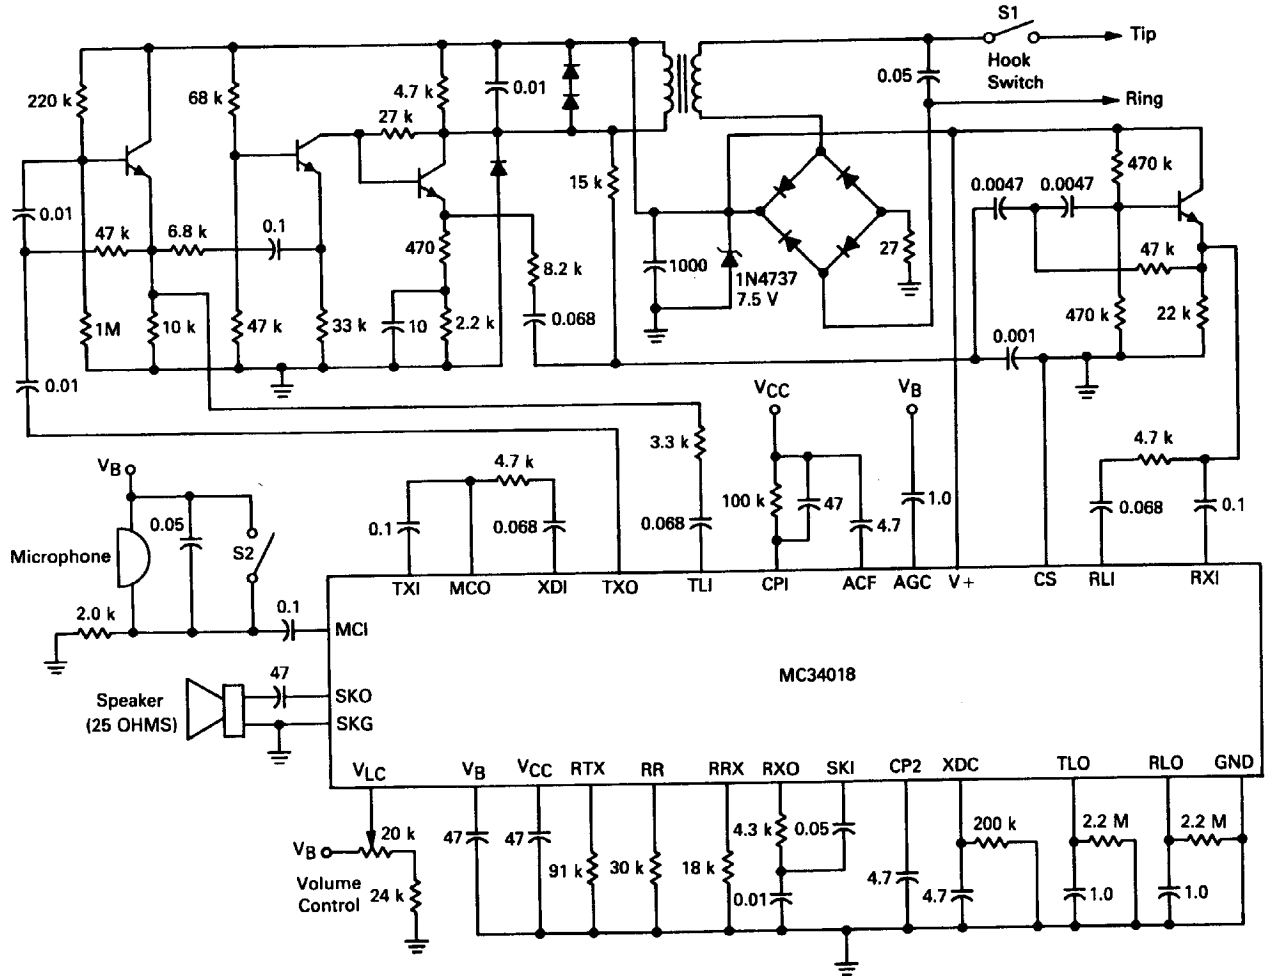 S1
Tip
Hook
Switch
0.05
Ring
220 k
68 k
4.7 k
0.01
27 k
15 k
470 k
0.0047
0.0047
0.01
47 k
6.8 k
0.1
470
8.2 k
1000
1N4737
7.5 V
27
47 k
1M
10 k
47 k
33 k
10
2.2 k
0.068
470 k
22 k
0.001
0.01
VCC
VB
3.3 k
4.7 k
VB
4.7 k
100 k
47
1.0
0.05
0.1
0.068
0.068
4.7
0.068
0.1
Microphone
S2
TXI
MCO
XDI
TXO
TLI
CPI
ACF
AGC
V+
CS
RLI
RXI
2.0 k
0.1
MCI
47
MC34018
Speaker
(25 OHMS)
SKO
SKG
VLC
VB
VCC
RTX
RR
RRX
RXO
SKI
CP2
XDC
TLO
RLO
GND
20 k
47
47
4.3 k
0.05
200 k
2.2 M
2.2 M
VB
Volume
Control
24 k
91 k
30 k
18 k
0.01
4.7
4.7
1.0
1.0